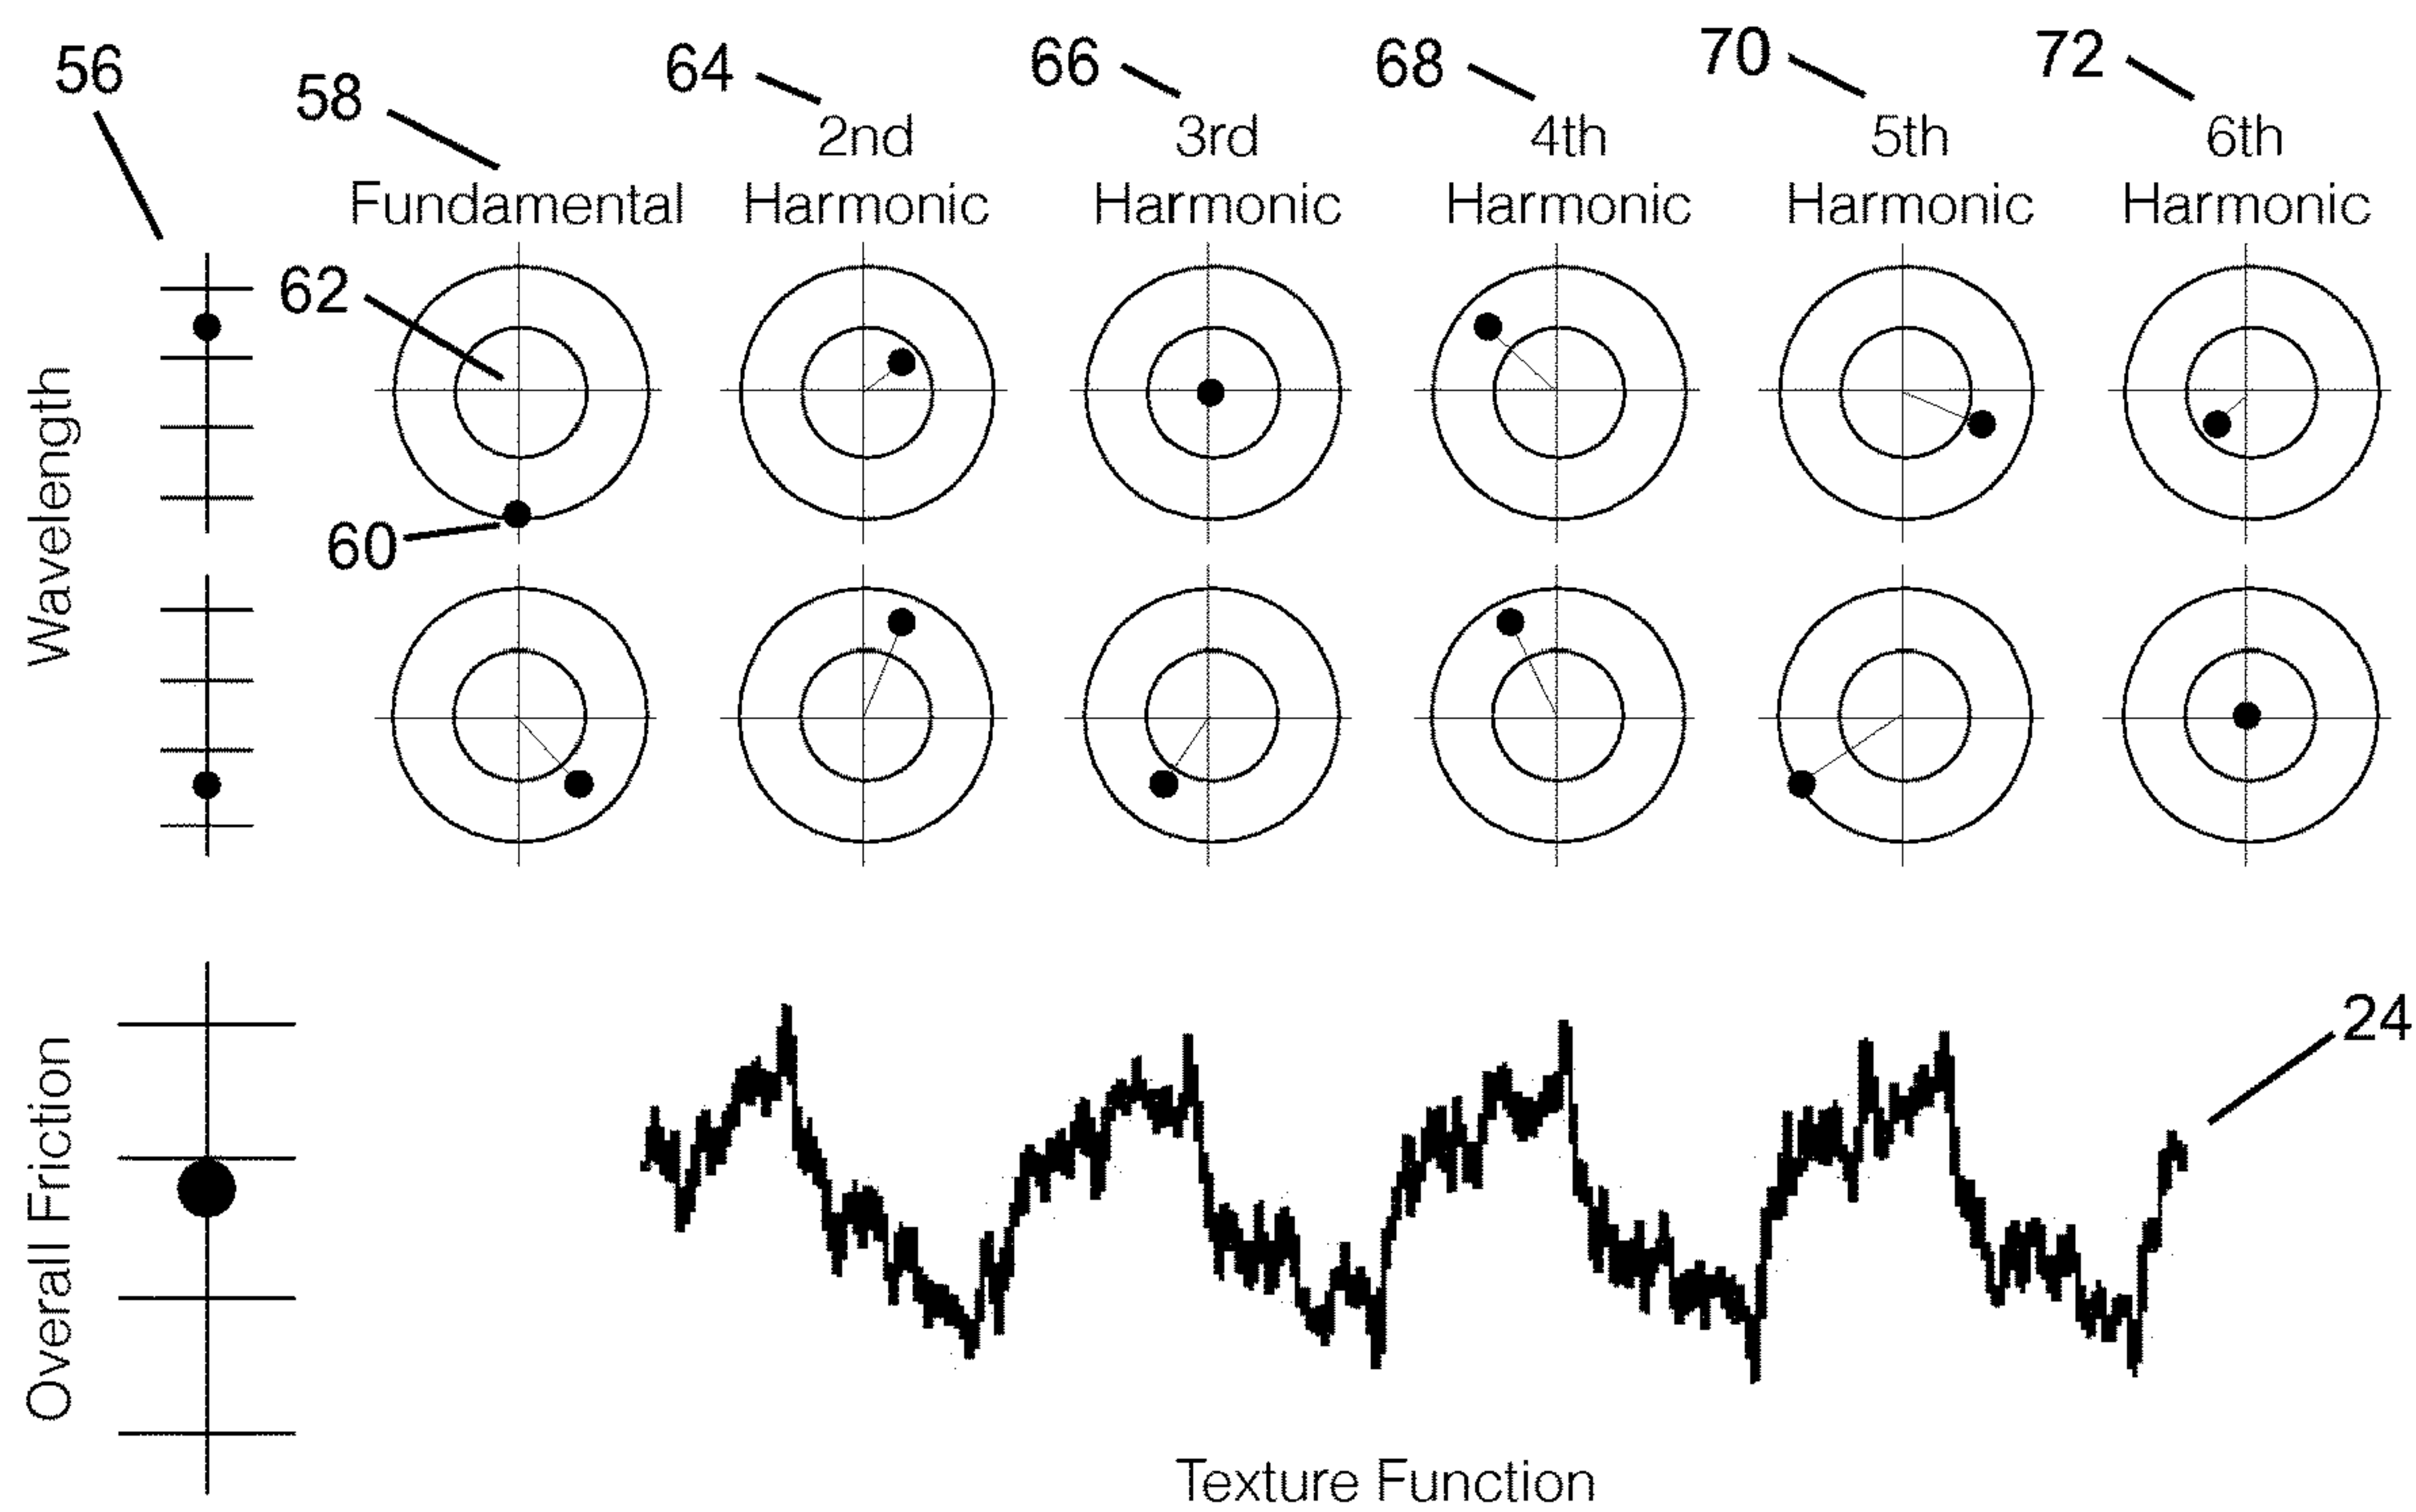 56
58
64
66
68
70
72
2nd
3rd
4th
5th
6th
Fundamental
Harmonic
Harmonic
Harmonic
Harmonic
Harmonic
62
60
Wavelength
24
Overall Friction
Texture Function